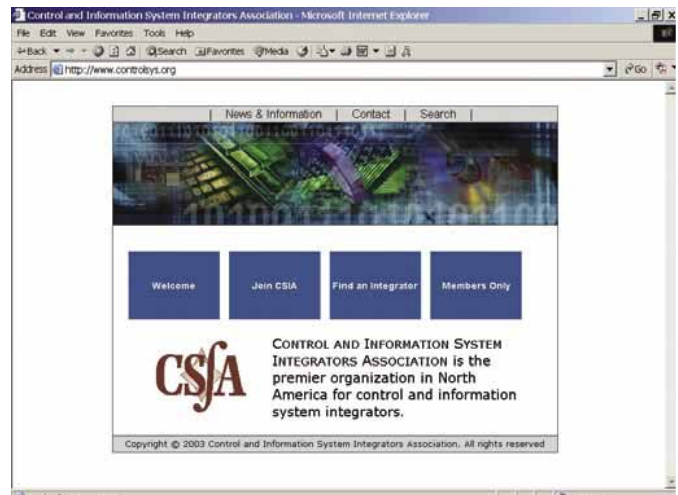 Control and Information System Integrators Association - Microsoft Internet Explorer
File Edit View Favorites Tools Help
Back Search Favorites Media
Address http://www.controlsys.org Go
| News & Information | Contact | Search |
Welcome Join CSIA Find an Integrator Members Only
CSIA
CONTROL AND INFORMATION SYSTEM
INTEGRATORS ASSOCIATION is the
premier organization in North
America for control and information
system integrators.
Copyright © 2003 Control and Information System Integrators Association. All rights reserved